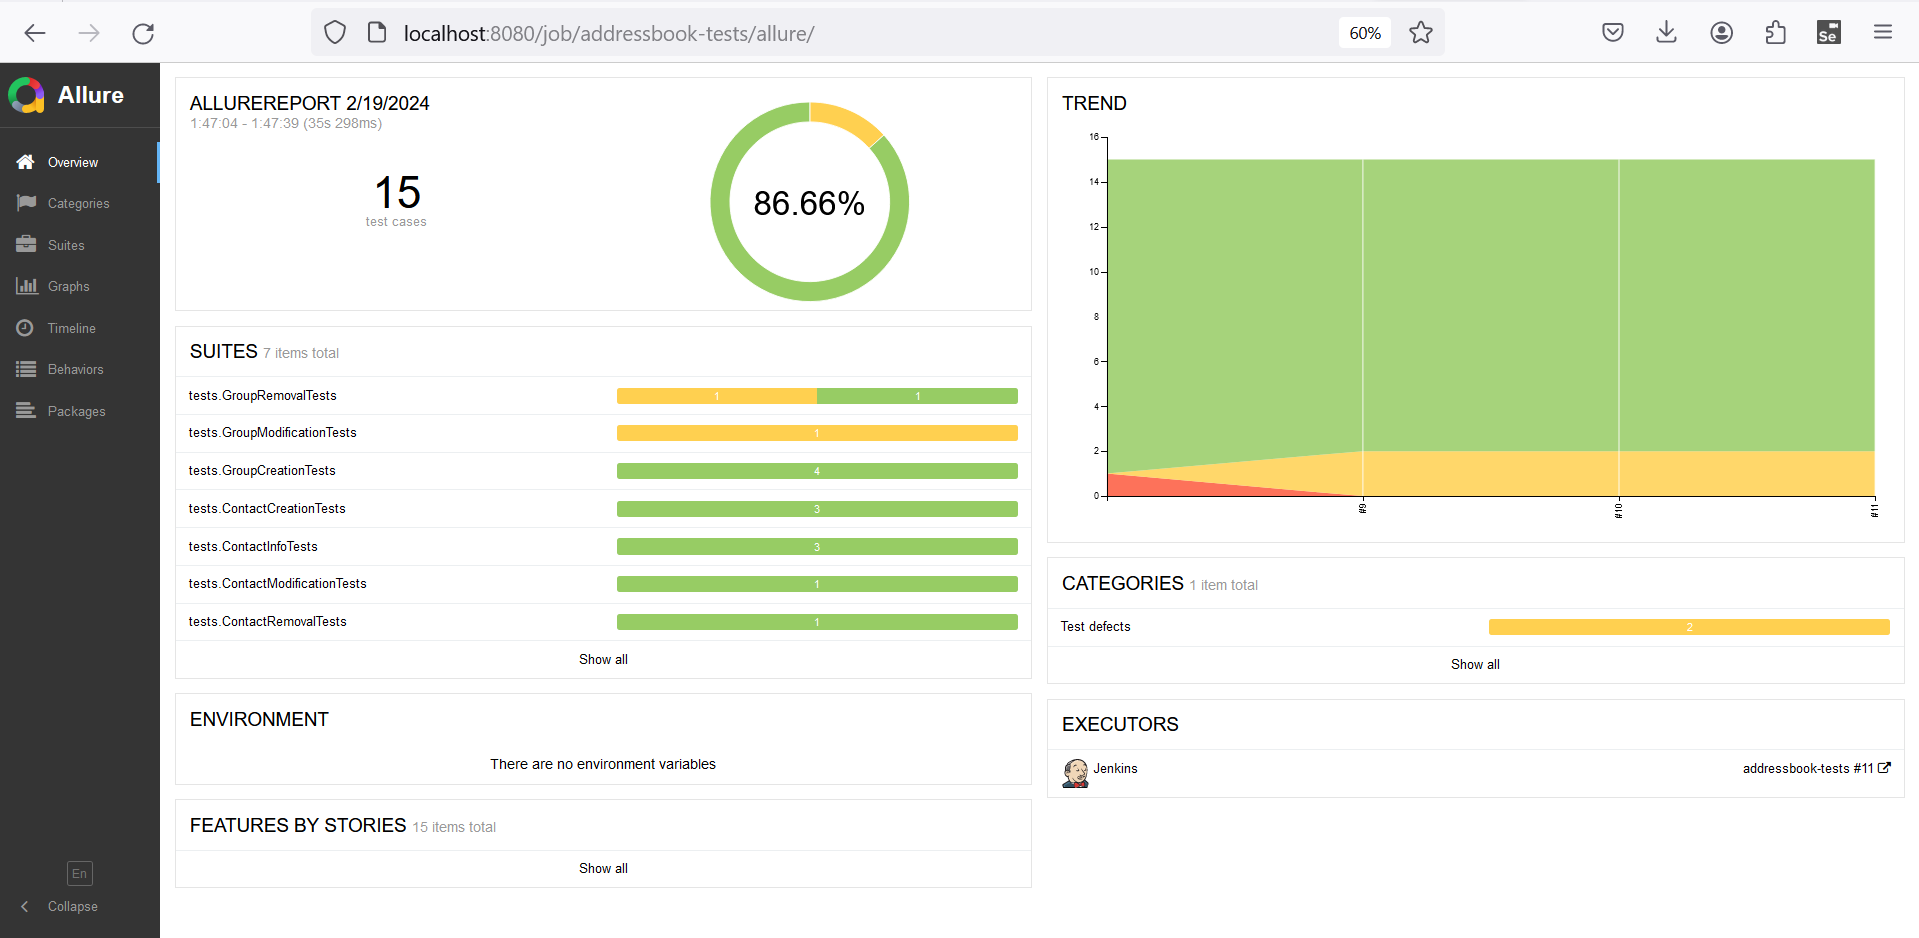 localhost:8080/job/addressbook-tests/allure/
60%
Se
Allure
Overview
Categories
Suites
Graphs
Timeline
Behaviors
Packages
En
Collapse
ALLUREREPORT 2/19/2024
1:47:04 - 1:47:39 (35s 298ms)
15
test cases
86.66%
SUITES 7 items total
tests.GroupRemovalTests 1 1
tests.GroupModificationTests 1
tests.GroupCreationTests 4
tests.ContactCreationTests 3
tests.ContactInfoTests 3
tests.ContactModificationTests 1
tests.ContactRemovalTests 1
Show all
ENVIRONMENT
There are no environment variables
FEATURES BY STORIES 15 items total
Show all
TREND
16
14
12
10
8
6
4
2
0
#9 #10 #11
CATEGORIES 1 item total
Test defects 2
Show all
EXECUTORS
Jenkins addressbook-tests #11